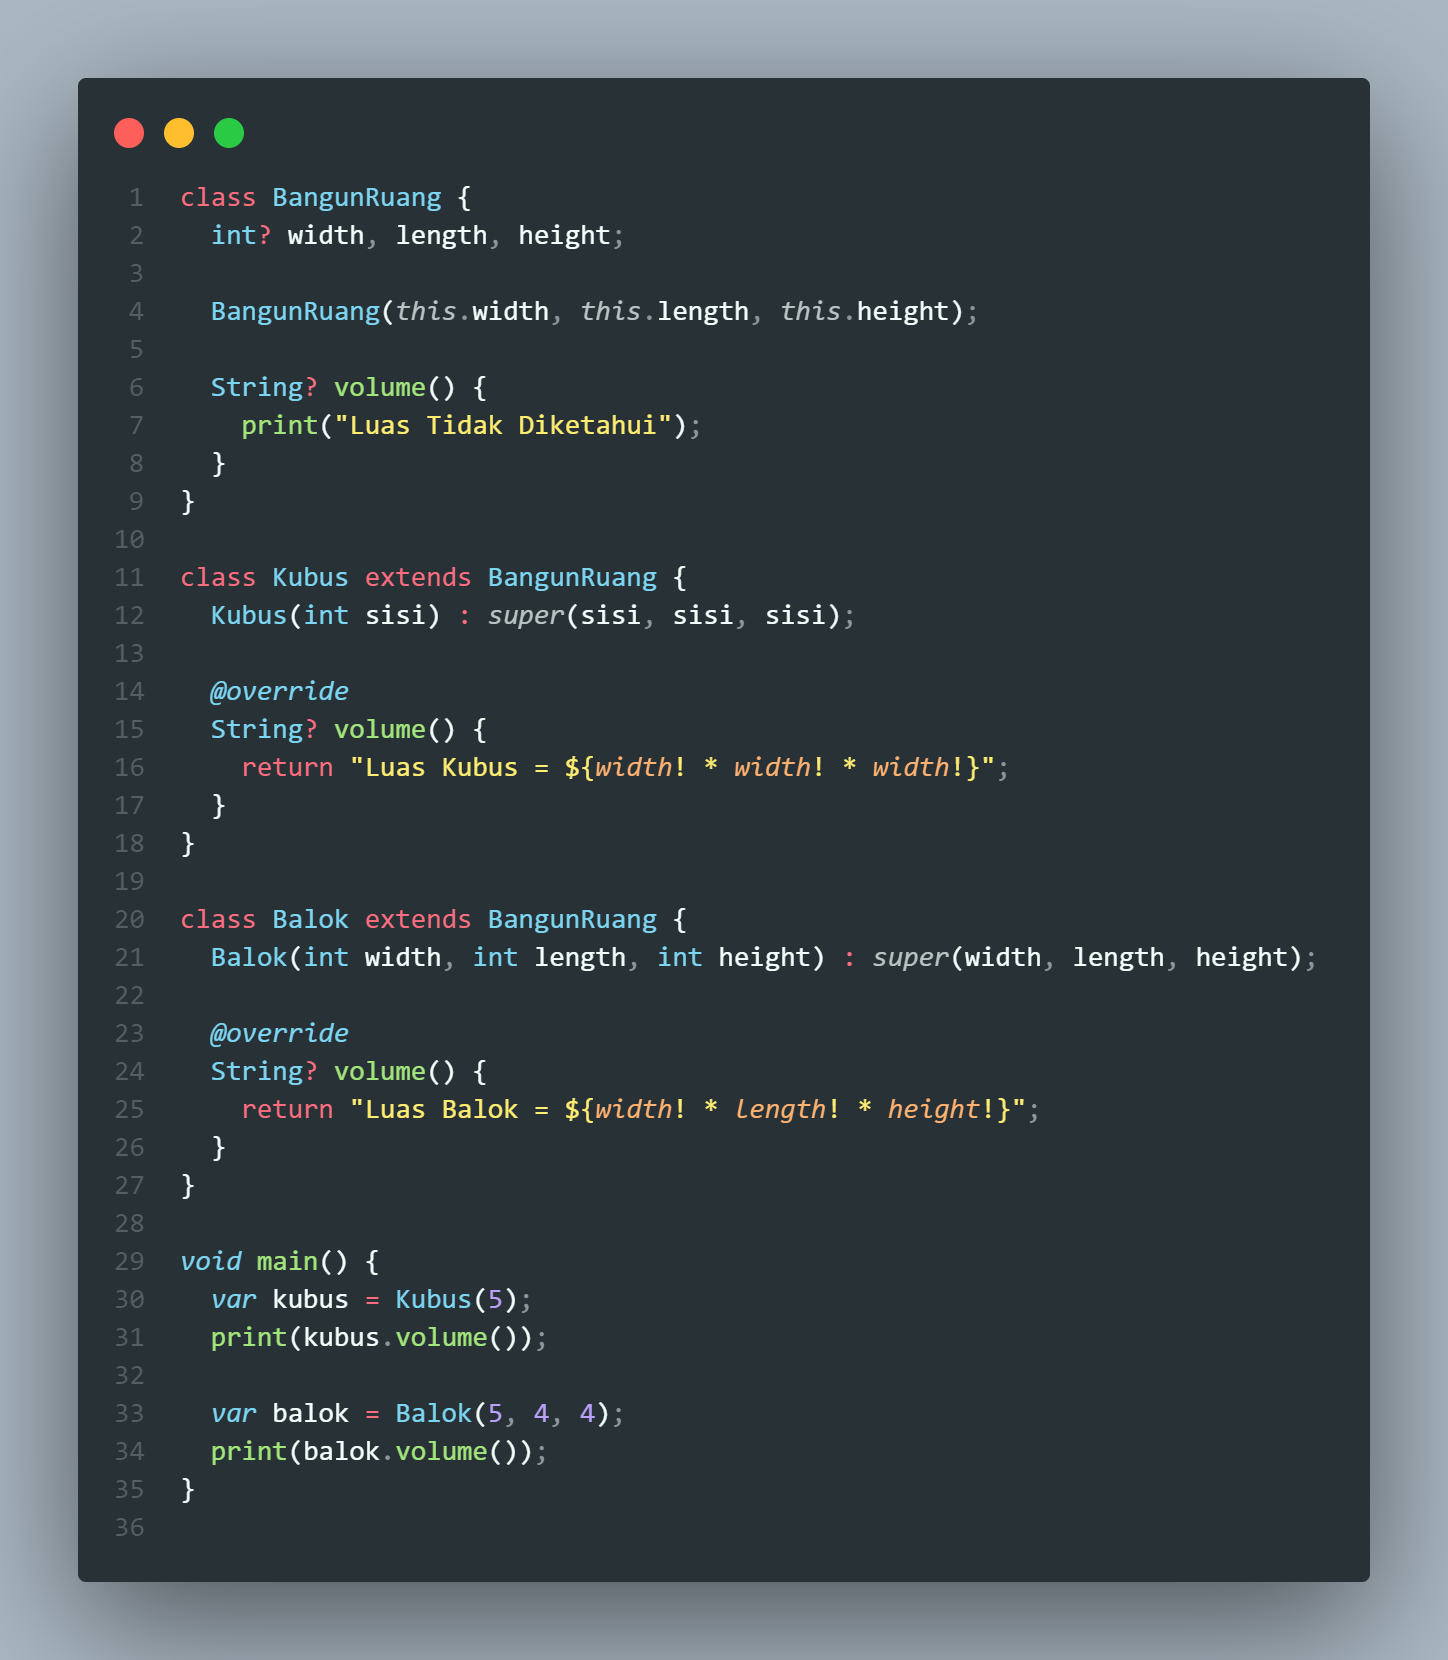 1 class BangunRuang {
2   int? width, length, height;
3
4   BangunRuang(this.width, this.length, this.height);
5
6   String? volume() {
7     print("Luas Tidak Diketahui");
8   }
9 }
10
11 class Kubus extends BangunRuang {
12   Kubus(int sisi) : super(sisi, sisi, sisi);
13
14   @override
15   String? volume() {
16     return "Luas Kubus = ${width! * width! * width!}";
17   }
18 }
19
20 class Balok extends BangunRuang {
21   Balok(int width, int length, int height) : super(width, length, height);
22
23   @override
24   String? volume() {
25     return "Luas Balok = ${width! * length! * height!}";
26   }
27 }
28
29 void main() {
30   var kubus = Kubus(5);
31   print(kubus.volume());
32
33   var balok = Balok(5, 4, 4);
34   print(balok.volume());
35 }
36